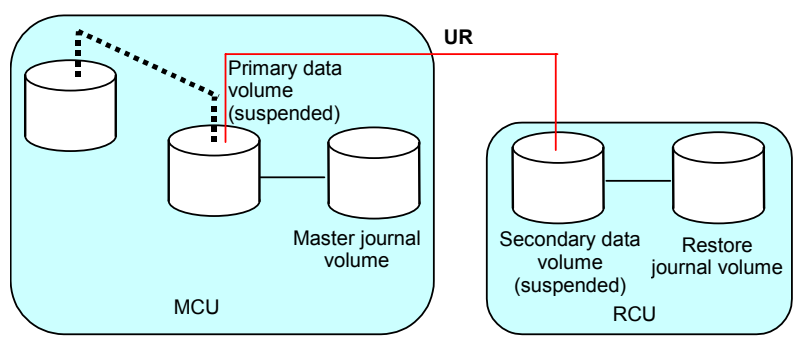 UR
Primary data
volume
(suspended)
Master journal
volume
Secondary data
volume
(suspended)
Restore
journal volume
MCU
RCU